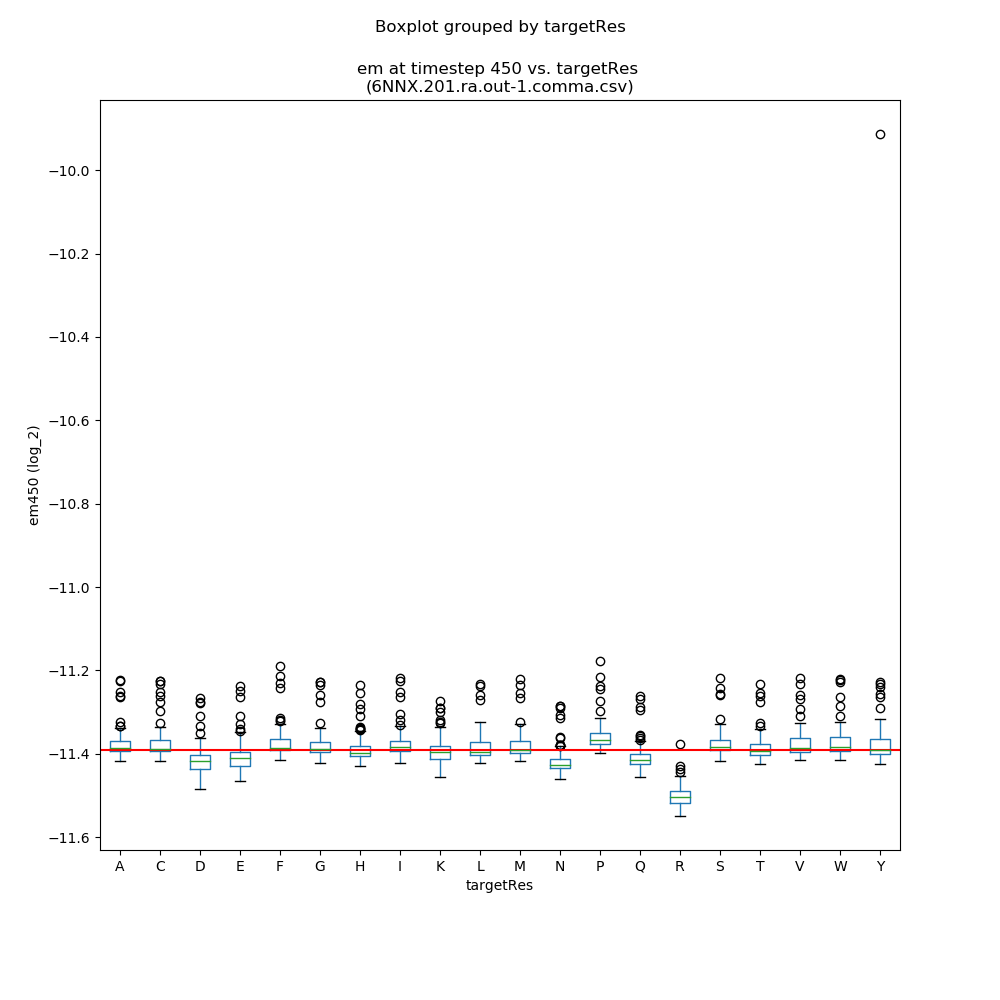 Boxplot grouped by targetRes
em at timestep 450 vs. targetRes
(6NNX.201.ra.out-1.comma.csv)
−10.0
−10.2
−10.4
−10.6
em450 (log_2)
−10.8
−11.0
−11.2
−11.4
−11.6
A C D E F G H I K L M N P Q R S T V W Y
targetRes